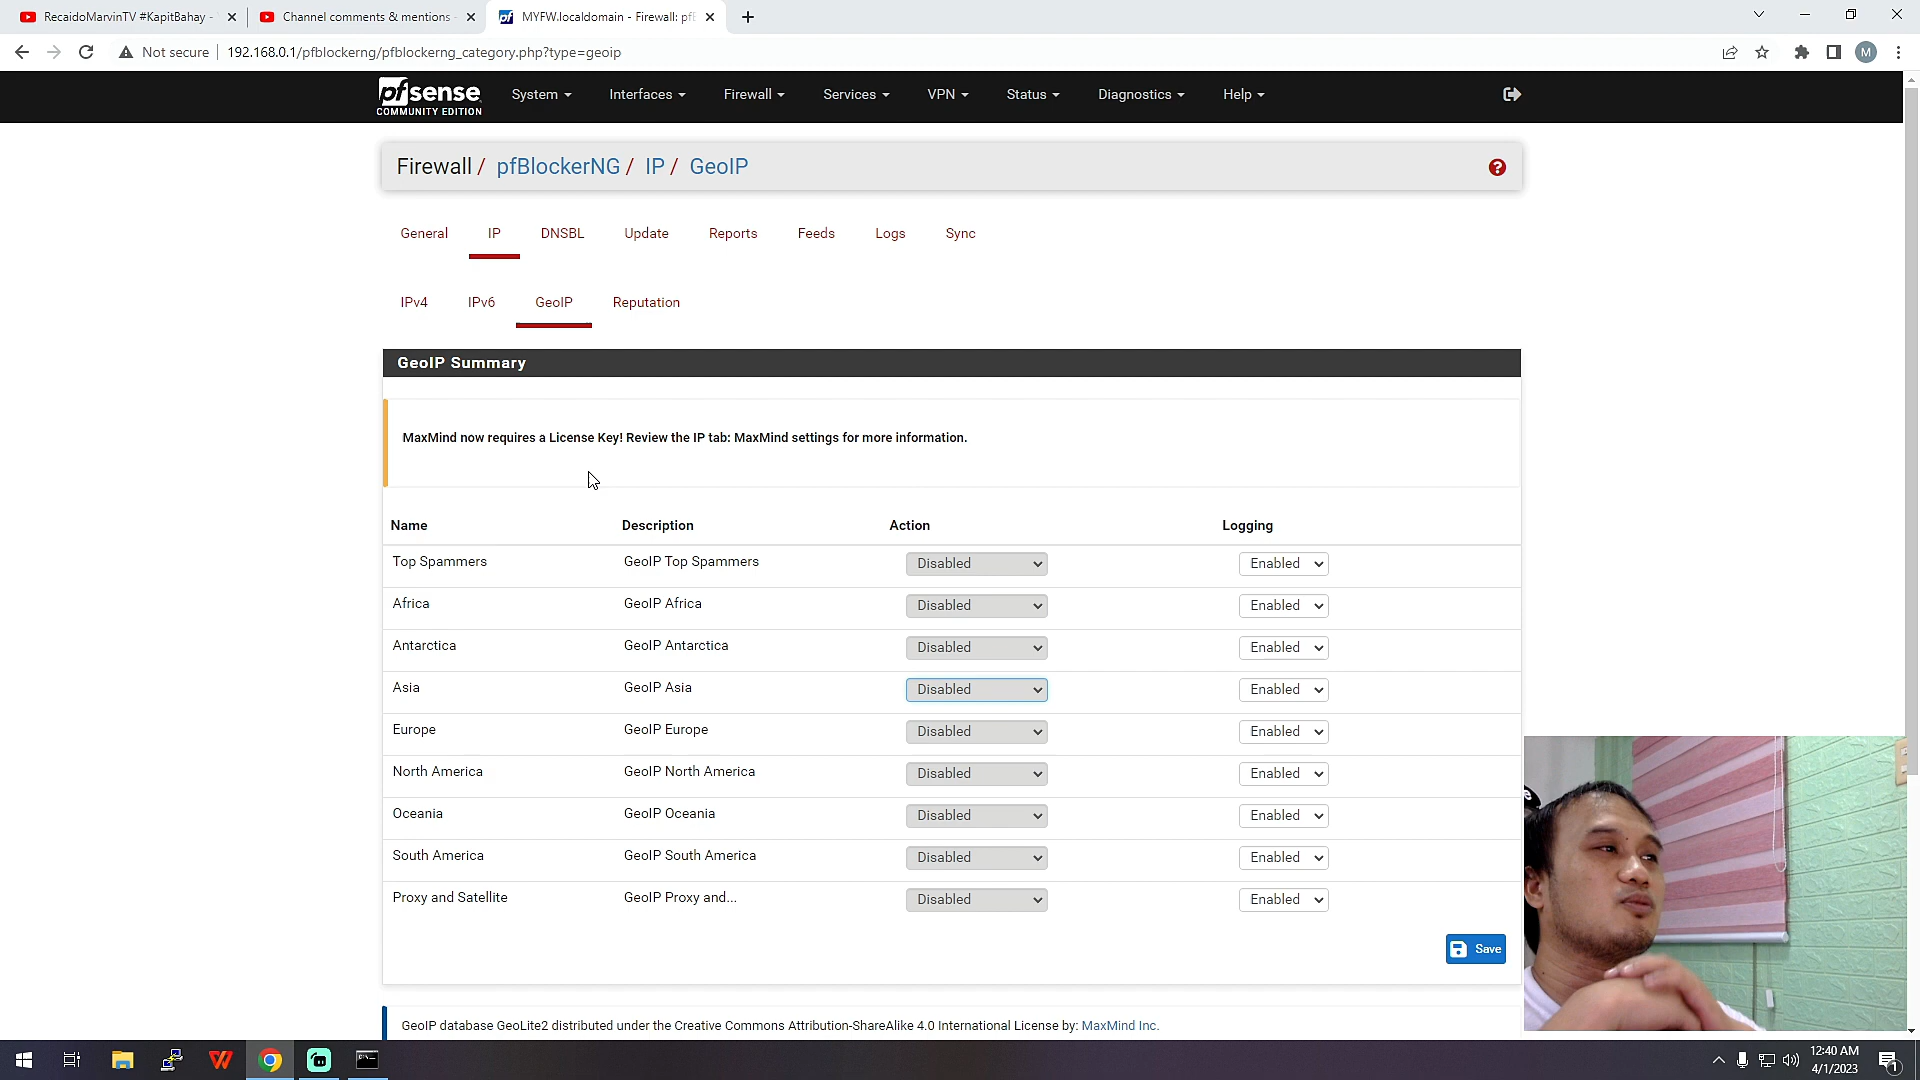 RecaidoMarvinTV #KapitBahay -
Channel comments & mentions -
MYFW.localdomain - Firewall: pf
Not secure
192.168.0.1/pfblockerng/pfblockerng_category.php?type=geoip
M
pfsense
COMMUNITY EDITION
System
Interfaces
Firewall
Services
VPN
Status
Diagnostics
Help
Firewall / pfBlockerNG / IP / GeoIP
General
IP
DNSBL
Update
Reports
Feeds
Logs
Sync
IPv4
IPv6
GeoIP
Reputation
GeoIP Summary
MaxMind now requires a License Key! Review the IP tab: MaxMind settings for more information.
Name Description Action Logging
Top Spammers GeoIP Top Spammers Disabled Enabled
Africa GeoIP Africa Disabled Enabled
Antarctica GeoIP Antarctica Disabled Enabled
Asia GeoIP Asia Disabled Enabled
Europe GeoIP Europe Disabled Enabled
North America GeoIP North America Disabled Enabled
Oceania GeoIP Oceania Disabled Enabled
South America GeoIP South America Disabled Enabled
Proxy and Satellite GeoIP Proxy and... Disabled Enabled
Save
GeoIP database GeoLite2 distributed under the Creative Commons Attribution-ShareAlike 4.0 International License by: MaxMind Inc.
12:40 AM
4/1/2023
1